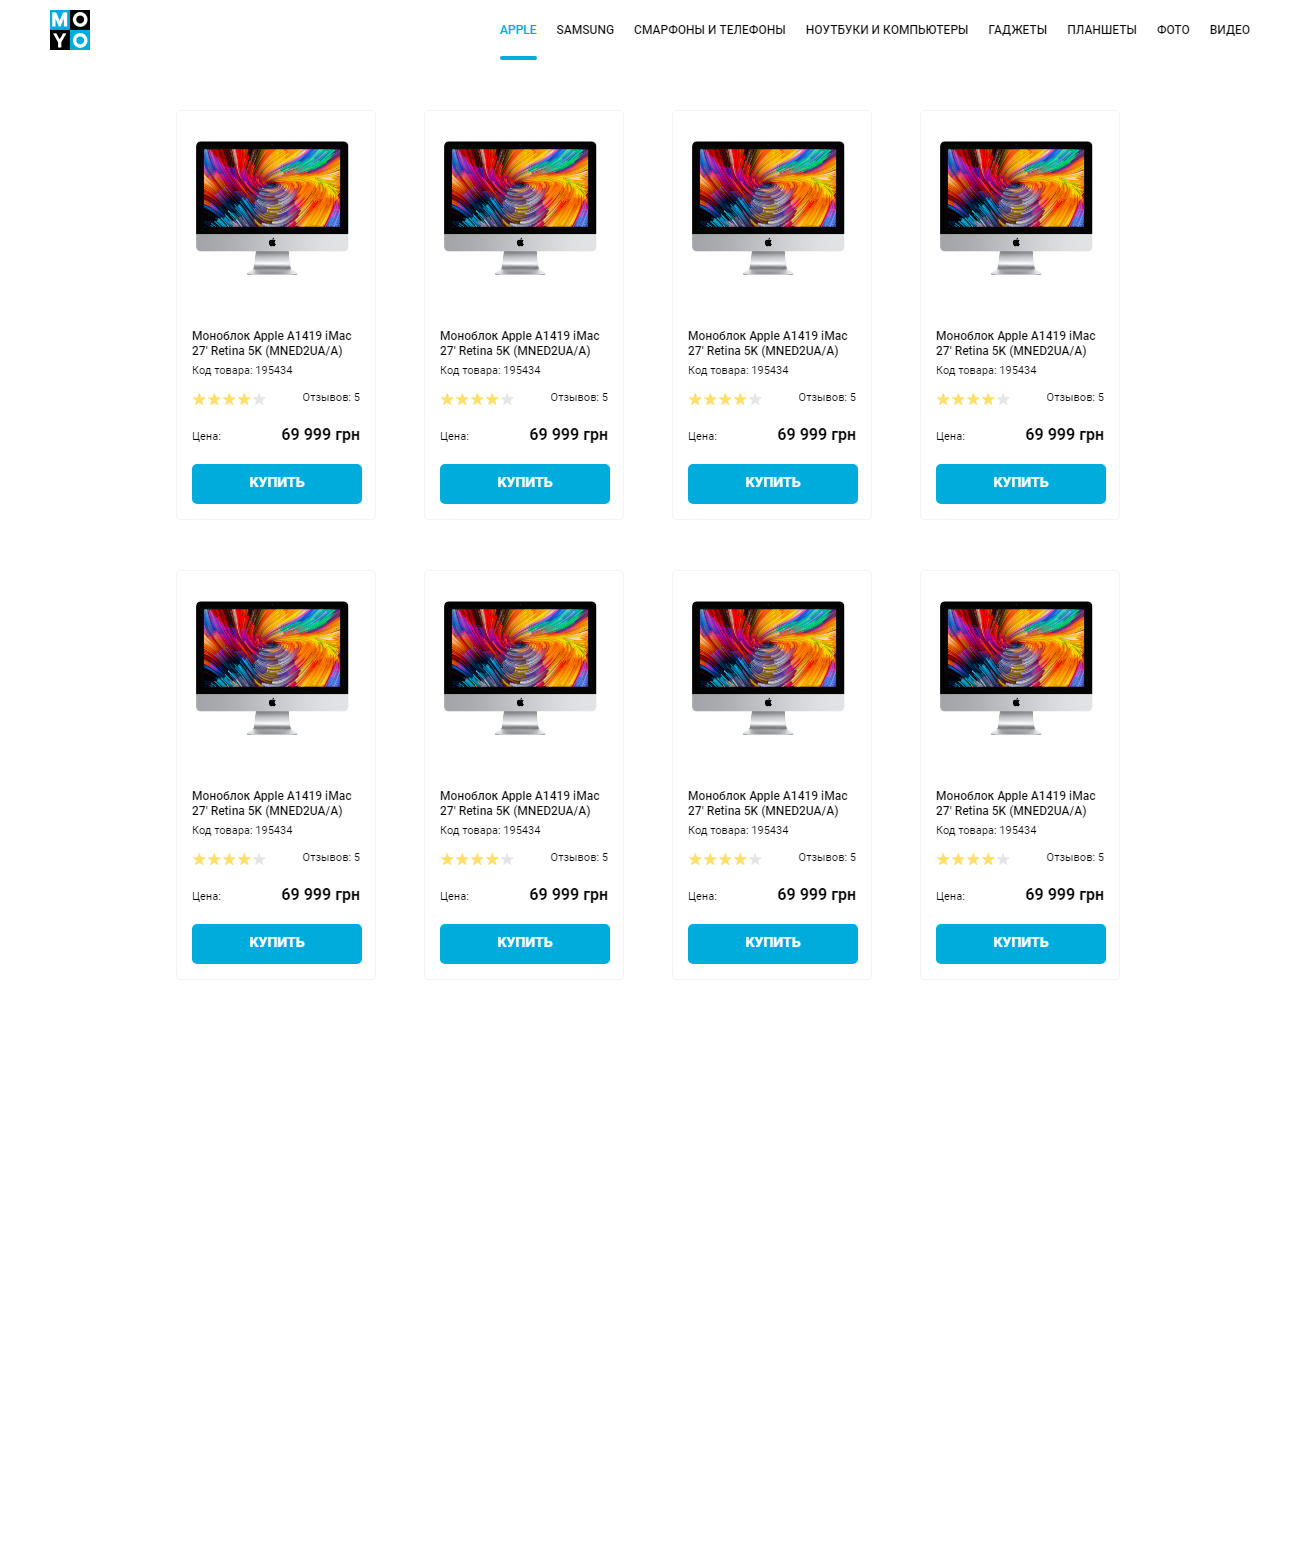 MO
YO
APPLE SAMSUNG СМАРФОНЫ И ТЕЛЕФОНЫ НОУТБУКИ И КОМПЬЮТЕРЫ ГАДЖЕТЫ ПЛАНШЕТЫ ФОТО ВИДЕО
Моноблок Apple A1419 iMac
27' Retina 5K (MNED2UA/A)
Код товара: 195434
Отзывов: 5
Цена: 69 999 грн
КУПИТЬ
Моноблок Apple A1419 iMac
27' Retina 5K (MNED2UA/A)
Код товара: 195434
Отзывов: 5
Цена: 69 999 грн
КУПИТЬ
Моноблок Apple A1419 iMac
27' Retina 5K (MNED2UA/A)
Код товара: 195434
Отзывов: 5
Цена: 69 999 грн
КУПИТЬ
Моноблок Apple A1419 iMac
27' Retina 5K (MNED2UA/A)
Код товара: 195434
Отзывов: 5
Цена: 69 999 грн
КУПИТЬ
Моноблок Apple A1419 iMac
27' Retina 5K (MNED2UA/A)
Код товара: 195434
Отзывов: 5
Цена: 69 999 грн
КУПИТЬ
Моноблок Apple A1419 iMac
27' Retina 5K (MNED2UA/A)
Код товара: 195434
Отзывов: 5
Цена: 69 999 грн
КУПИТЬ
Моноблок Apple A1419 iMac
27' Retina 5K (MNED2UA/A)
Код товара: 195434
Отзывов: 5
Цена: 69 999 грн
КУПИТЬ
Моноблок Apple A1419 iMac
27' Retina 5K (MNED2UA/A)
Код товара: 195434
Отзывов: 5
Цена: 69 999 грн
КУПИТЬ